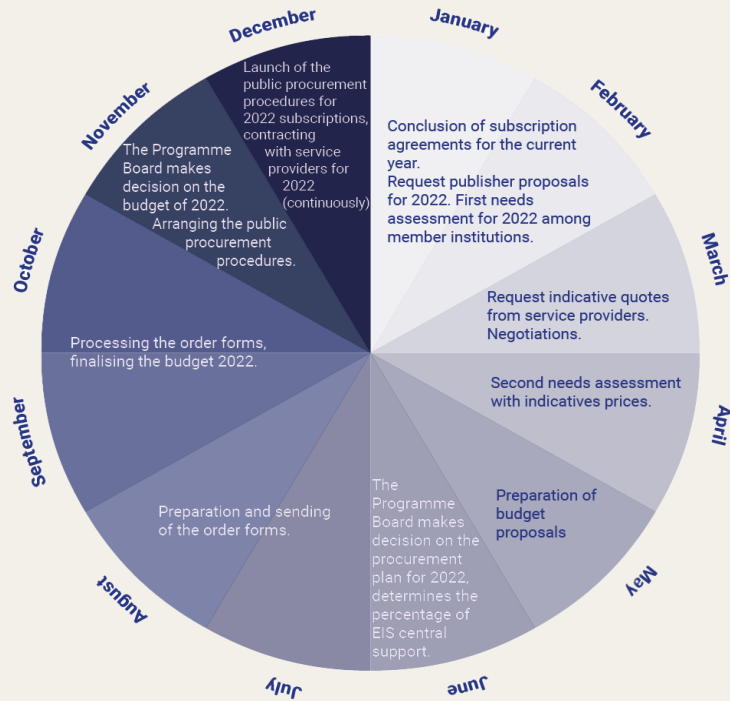 December
January
November
February
Launch of the
public procurement
procedures for
2022 subscriptions,
contracting
with service
providers for
2022
(continuously)
Conclusion of subscription
agreements for the current
year.
Request publisher proposals
for 2022. First needs
assessment for 2022 among
member institutions.
The Programme
Board makes
decision on the
budget of 2022.
Arranging the public
procurement
procedures.
October
March
Request indicative quotes
from service providers.
Negotiations.
Processing the order forms,
finalising the budget 2022.
Second needs assessment
with indicatives prices.
September
April
Preparation and sending
of the order forms.
The
Programme
Board makes
decision on the
procurement
plan for 2022,
determines the
percentage of
EIS central
support.
Preparation of
budget
proposals
August
May
July
June